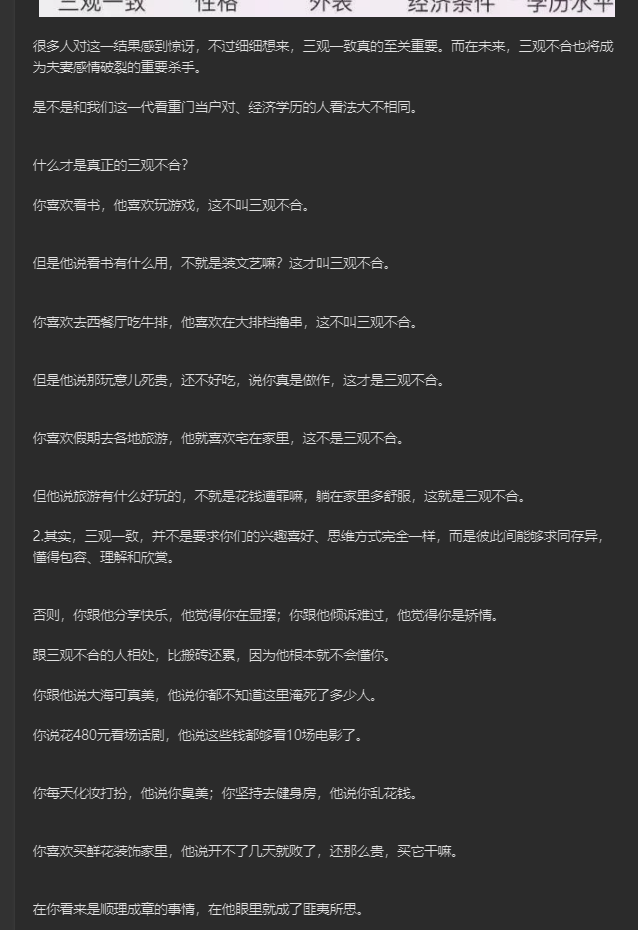 三观一致 性格 外表 经济条件 学历水平
很多人对这一结果感到惊讶，不过细细想来，三观一致真的至关重要。而在未来，三观不合也将成
为夫妻感情破裂的重要杀手。
是不是和我们这一代看重门当户对、经济学历的人看法大不相同。
什么才是真正的三观不合？
你喜欢看书，他喜欢玩游戏，这不叫三观不合。
但是他说看书有什么用，不就是装文艺嘛？这才叫三观不合。
你喜欢去西餐厅吃牛排，他喜欢在大排档撸串，这不叫三观不合。
但是他说那玩意儿死贵，还不好吃，说你真是做作，这才是三观不合。
你喜欢假期去各地旅游，他就喜欢宅在家里，这不是三观不合。
但他说旅游有什么好玩的，不就是花钱遭罪嘛，躺在家里多舒服，这就是三观不合。
2.其实，三观一致，并不是要求你们的兴趣喜好、思维方式完全一样，而是彼此间能够求同存异，
懂得包容、理解和欣赏。
否则，你跟他分享快乐，他觉得你在显摆；你跟他倾诉难过，他觉得你是矫情。
跟三观不合的人相处，比搬砖还累，因为他根本就不会懂你。
你跟他说大海可真美，他说你都不知道这里淹死了多少人。
你说花480元看场话剧，他说这些钱都够看10场电影了。
你每天化妆打扮，他说你臭美；你坚持去健身房，他说你乱花钱。
你喜欢买鲜花装饰家里，他说开不了几天就败了，还那么贵，买它干嘛。
在你看来是顺理成章的事情，在他眼里就成了匪夷所思。